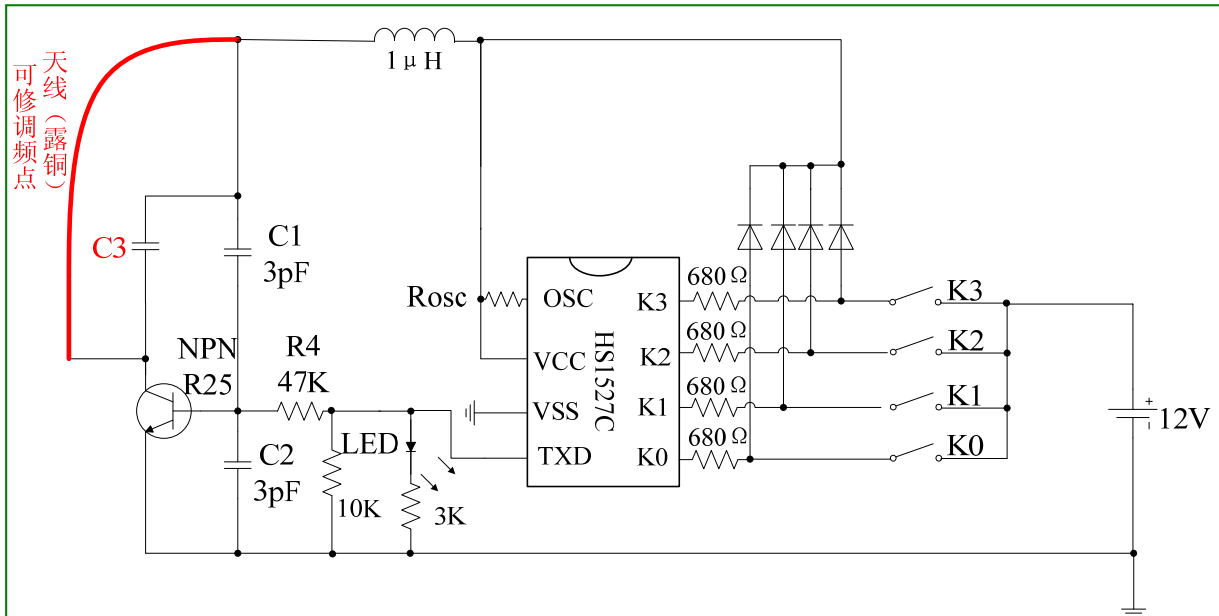 天线（露铜）
可修调频点
1μH
C3
C1
3pF
NPN
R25
R4
47K
C2
3pF
LED
10K
3K
Rosc
OSC
VCC
VSS
TXD
HS1527C
K3
K2
K1
K0
680Ω
680Ω
680Ω
680Ω
K3
K2
K1
K0
+
-
12V